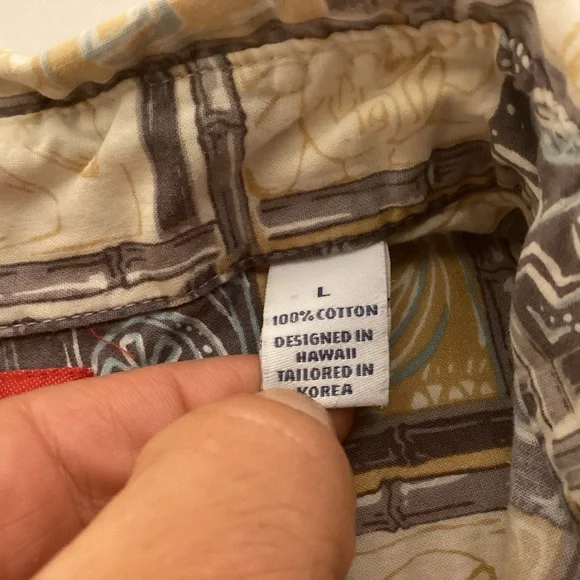 L
100% COTTON
DESIGNED IN
HAWAII
TAILORED IN
KOREA